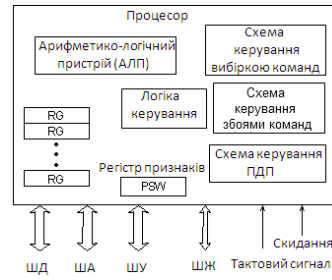 Процесор
Арифметико-логічний
пристрій (АЛП)
Схема
керування
вибіркою команд
Логіка
керування
Схема
керування
збоями команд
RG
RG
RG
Регістр признаків
PSW
Схема керування
ПДП
Скидання
ШД
ША
ШУ
ШЖ
Тактовий сигнал